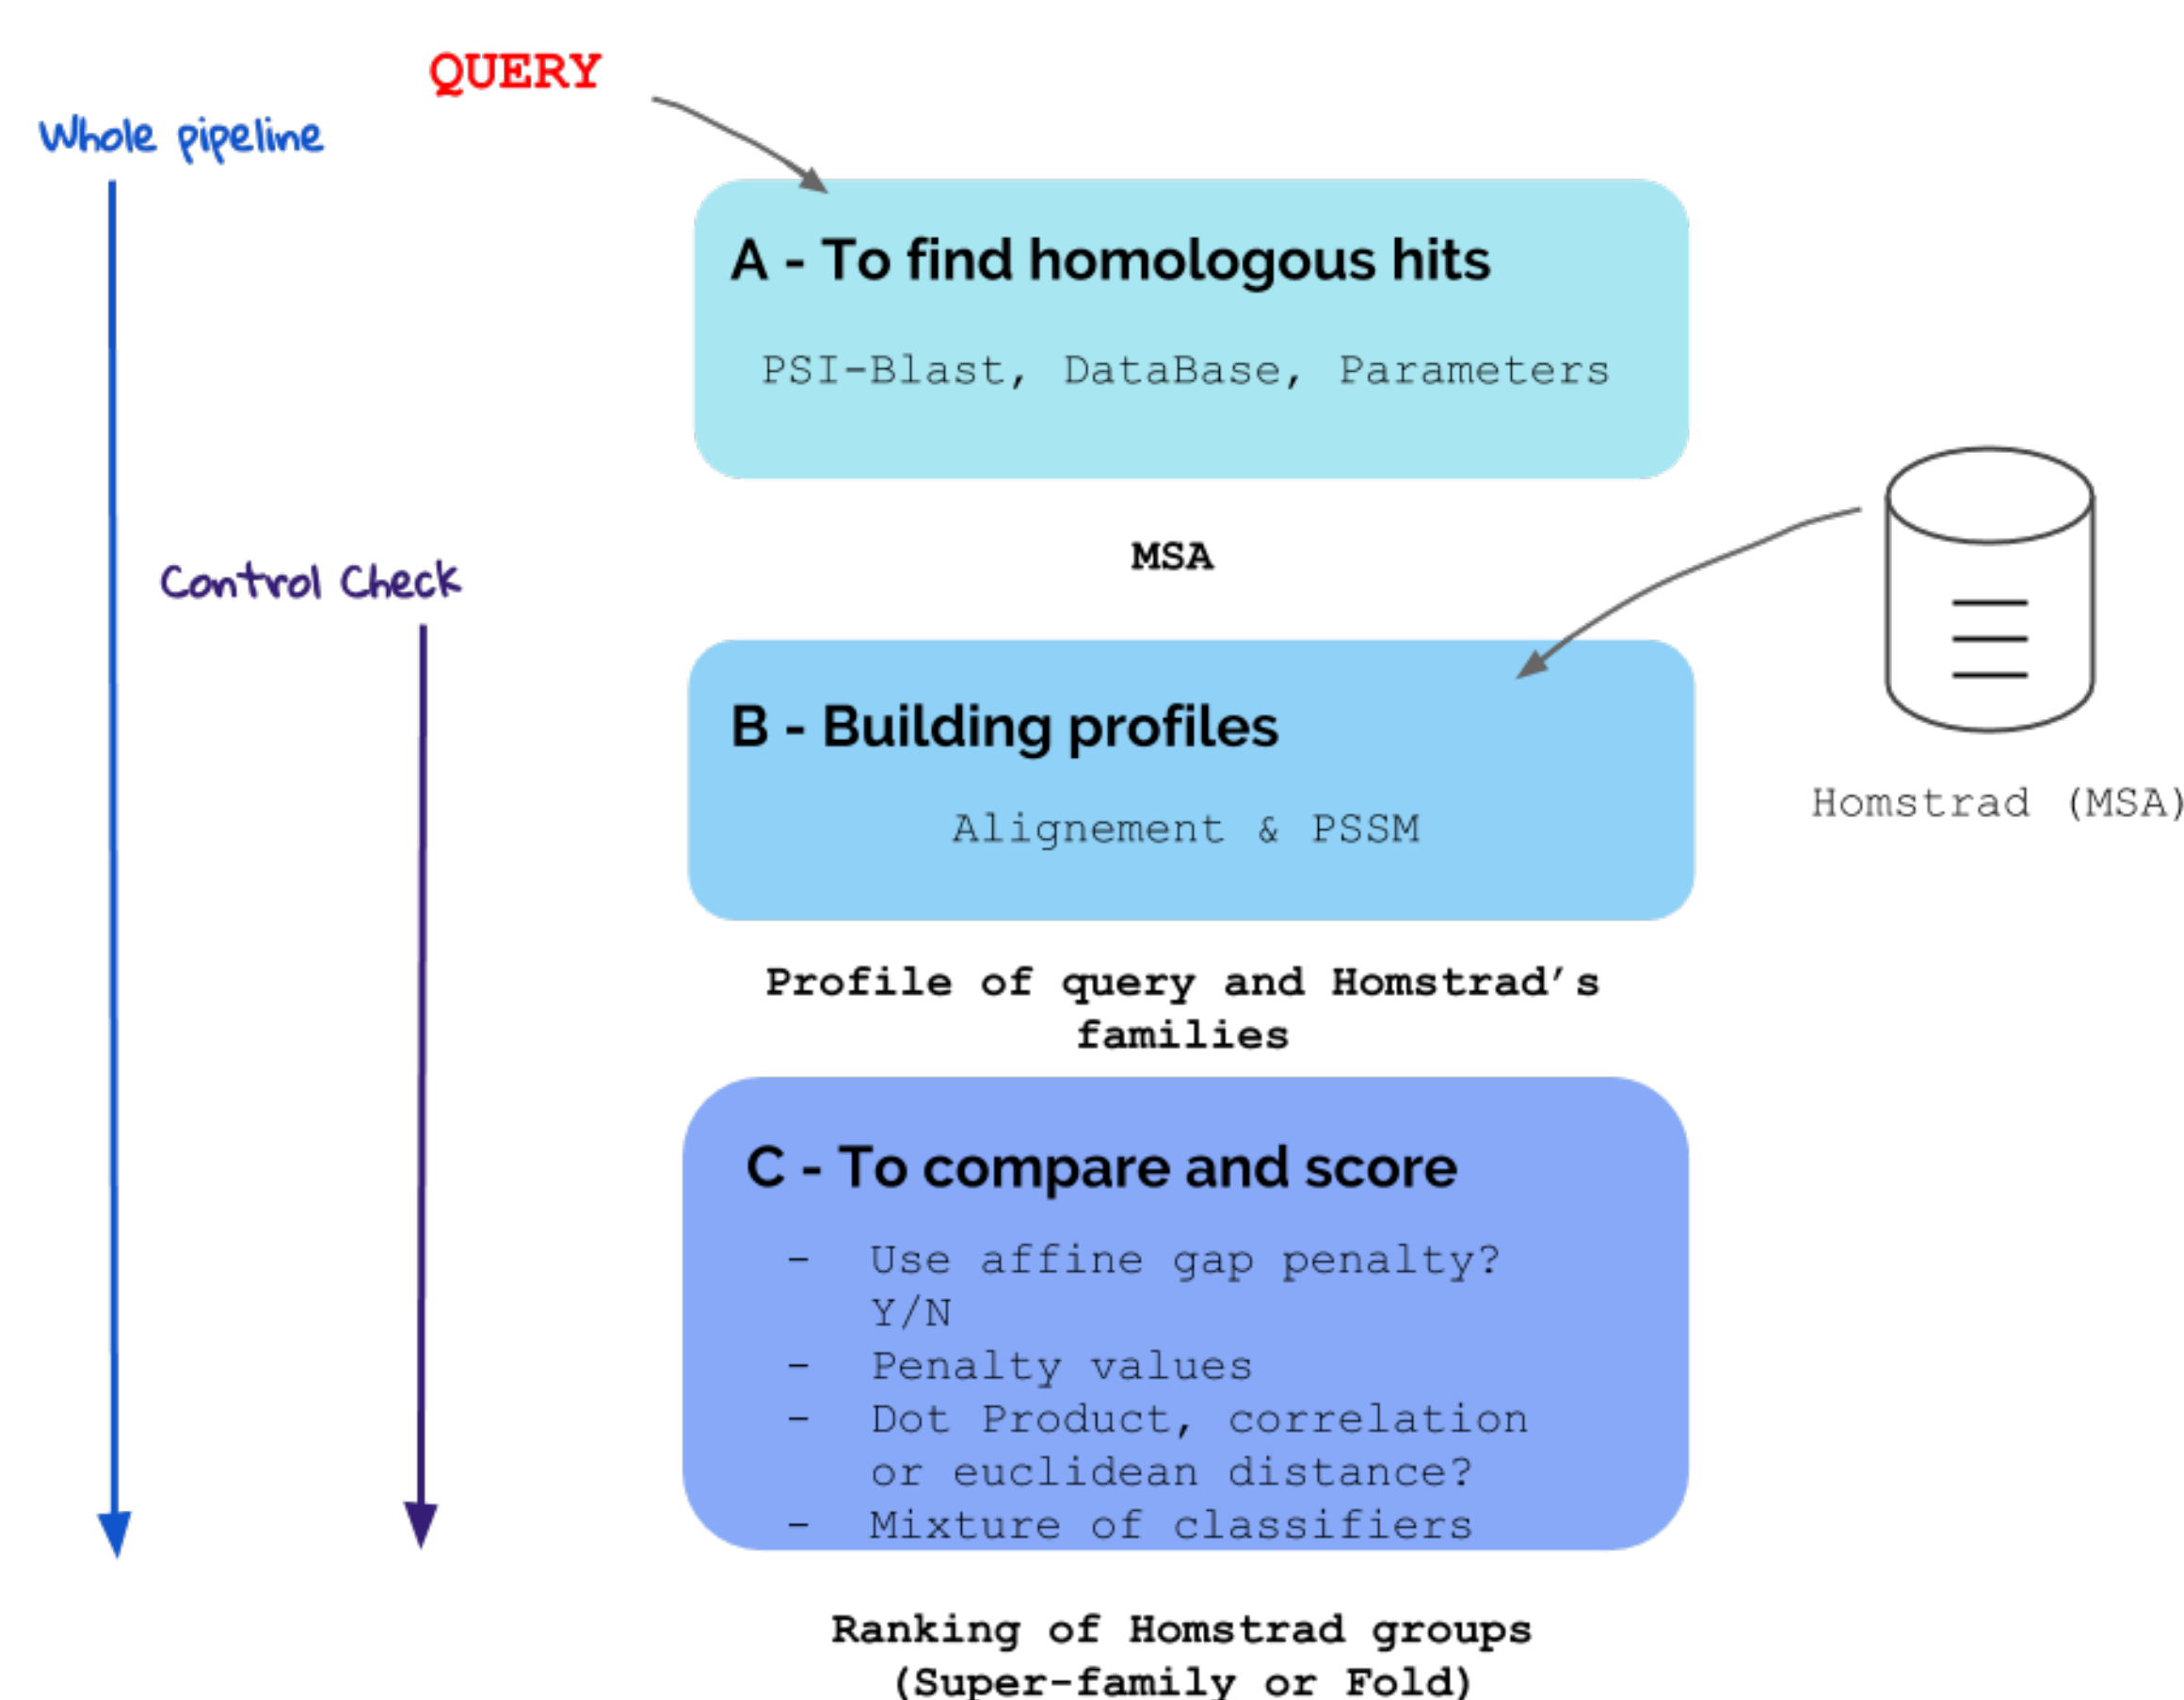 QUERY
Whole pipeline
A - To find homologous hits
PSI-Blast, DataBase, Parameters
MSA
Control Check
B - Building profiles
Alignement & PSSM
Homstrad (MSA)
Profile of query and Homstrad's
families
C - To compare and score
- Use affine gap penalty?
Y/N
- Penalty values
- Dot Product, correlation
or euclidean distance?
- Mixture of classifiers
Ranking of Homstrad groups
(Super-family or Fold)